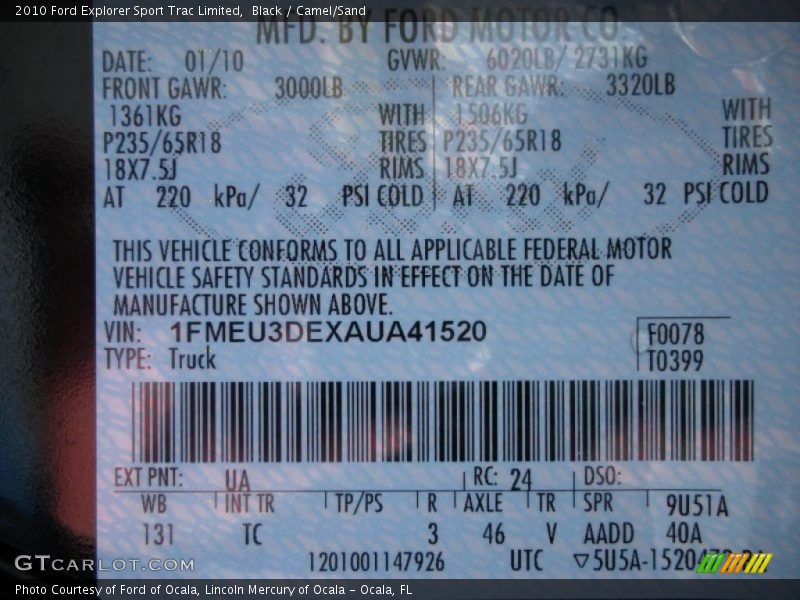 2010 Ford Explorer Sport Trac Limited, Black / Camel/Sand
MFD. BY FORD MOTOR CO.
DATE: 01/10 GVWR: 6020LB/ 2731KG
FRONT GAWR: 3000LB REAR GAWR: 3320LB
1361KG WITH 1506KG WITH
P235/65R18 TIRES P235/65R18 TIRES
18X7.5J RIMS 18X7.5J RIMS
AT 220 kPa/ 32 PSI COLD AT 220 kPa/ 32 PSI COLD
THIS VEHICLE CONFORMS TO ALL APPLICABLE FEDERAL MOTOR
VEHICLE SAFETY STANDARDS IN EFFECT ON THE DATE OF
MANUFACTURE SHOWN ABOVE.
VIN: 1FMEU3DEXAUA41520 F0078
TYPE: Truck T0399
EXT PNT: UA RC: 24 DSO:
WB INT TR TP/PS R AXLE TR SPR 9U51A
131 TC 3 46 V AADD 40A
1201001147926 UTC ▽5U5A-1520
GTCARLOT.COM
Photo Courtesy of Ford of Ocala, Lincoln Mercury of Ocala – Ocala, FL